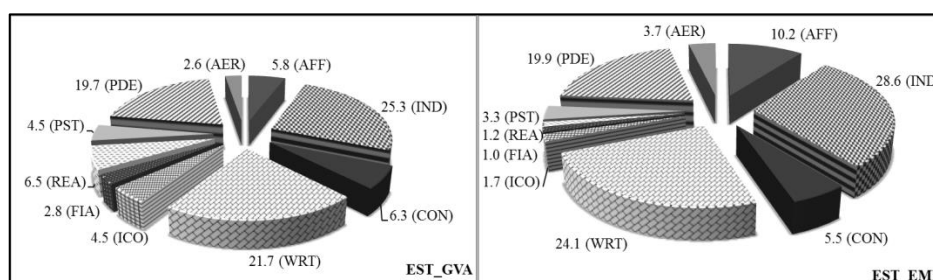 2.6 (AER)
5.8 (AFF)
19.7 (PDE)
25.3 (IND)
4.5 (PST)
6.5 (REA)
2.8 (FIA)
4.5 (ICO)
6.3 (CON)
21.7 (WRT)
EST_GVA
3.7 (AER)
10.2 (AFF)
19.9 (PDE)
28.6 (IND
3.3 (PST)
1.2 (REA)
1.0 (FIA)
1.7 (ICO)
24.1 (WRT)
5.5 (CON)
EST_EM